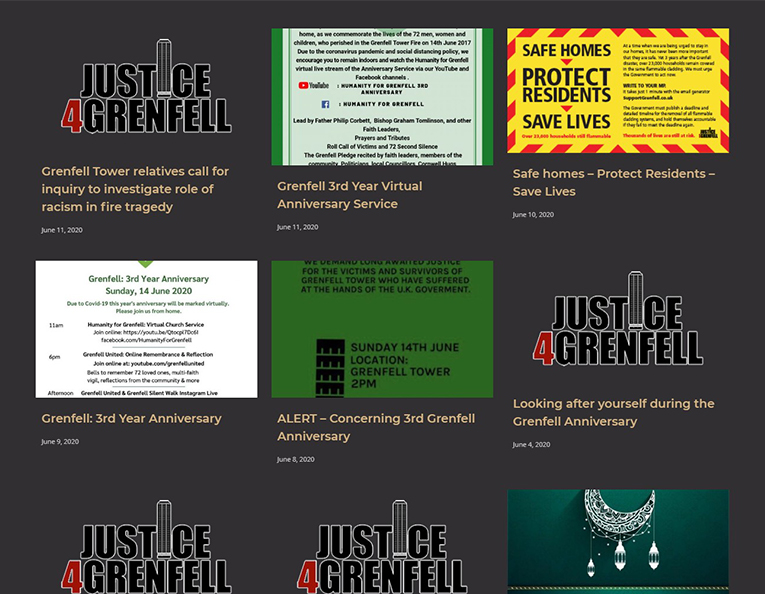 JUSTICE
4GRENFELL
Grenfell Tower relatives call for
inquiry to investigate role of
racism in fire tragedy
June 11, 2020
home, as we commemorate the lives of the 72 men, women and
children, who perished in the Grenfell Tower Fire on 14th June 2017
Due to the coronavirus pandemic and social distancing policy, we
encourage you to remain indoors and watch the Humanity for Grenfell
virtual live stream of the Anniversary Service via our YouTube and
Facebook channels .
YouTube : HUMANITY FOR GRENFELL 3RD
ANNIVERSARY
: HUMANITY FOR GRENFELL
Lead by Father Philip Corbett, Bishop Graham Tomlinson, and other
Faith Leaders,
Prayers and Tributes
Roll Call of Victims and 72 Second Silence
The Grenfell Pledge recited by faith leaders, members of the
community, Politicians, local Councillors, Cornwell Hugs
Grenfell 3rd Year Virtual
Anniversary Service
June 11, 2020
SAFE HOMES
PROTECT
RESIDENTS
SAVE LIVES
Over 23,000 households still flammable
At a time when we are being urged to stay in
our homes, it has never been more important
that they are safe. Yet 3 years after the Grenfell
disaster, over 23,000 households remain covered
in the same flammable cladding. We must urge
the Government to act now.
WRITE TO YOUR MP.
It takes just 1 minute with the email generator
supportgrenfell.co.uk
The Government must publish a deadline and
detailed timeline for the removal of all flammable
cladding systems, and hold themselves accountable
if they fail to meet the deadline again.
Thousands of lives are still at risk.
JUSTICE
4GRENFELL
Safe homes – Protect Residents –
Save Lives
June 10, 2020
Grenfell: 3rd Year Anniversary
Sunday, 14 June 2020
Due to Covid-19 this year's anniversary will be marked virtually.
Please join us from home.
11am Humanity for Grenfell: Virtual Church Service
Join online: https://youtu.be/Qtocpl7Dc6I
facebook.com/HumanityForGrenfell
6pm Grenfell United: Online Remembrance & Reflection
Join online at: youtube.com/grenfellunited
Bells to remember 72 loved ones, multi-faith
vigil, reflections from the community & more
Afternoon Grenfell United & Grenfell Silent Walk Instagram Live
Grenfell: 3rd Year Anniversary
June 9, 2020
WE DEMAND LONG AWAITED JUSTICE
FOR THE VICTIMS AND SURVIVORS OF
GRENFELL TOWER WHO HAVE SUFFERED
AT THE HANDS OF THE U.K. GOVERMENT.
SUNDAY 14TH JUNE
LOCATION:
GRENFELL TOWER
2PM
ALERT – Concerning 3rd Grenfell
Anniversary
June 8, 2020
JUSTICE
4GRENFELL
Looking after yourself during the
Grenfell Anniversary
June 4, 2020
JUSTICE
4GRENFELL
JUSTICE
4GRENFELL